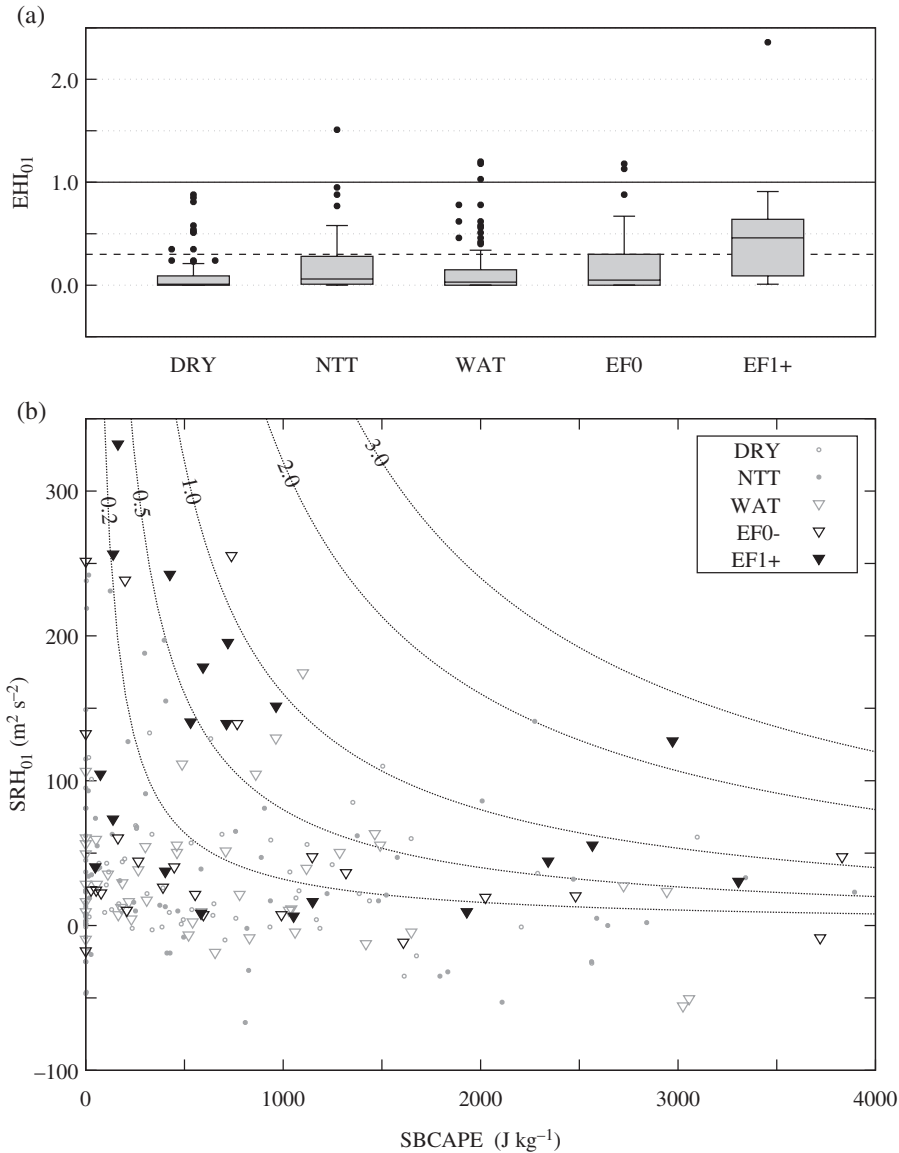 (a)
2.0
1.0
0.0
EHI01
DRY NTT WAT EF0 EF1+
(b)
300
200
100
0
−100
SRH01 (m2 s−2)
0.2
0.5
1.0
2.0
3.0
DRY
NTT
WAT
EF0-
EF1+
0 1000 2000 3000 4000
SBCAPE (J kg−1)